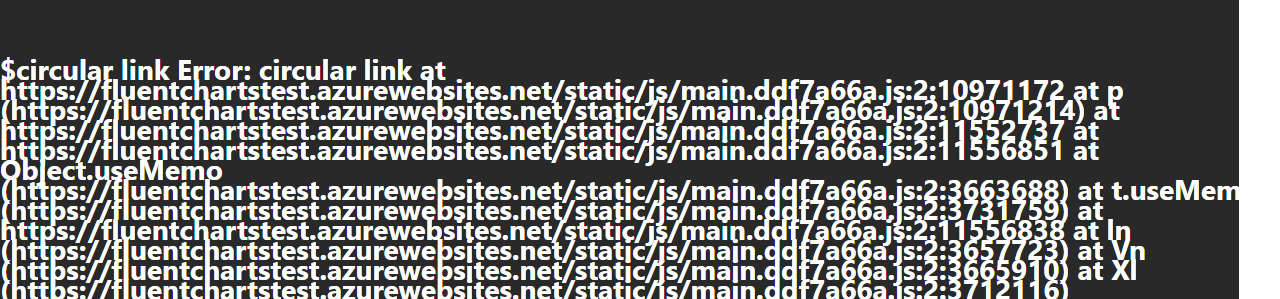 $circular link Error: circular link at
https://fluentchartstest.azurewebsites.net/static/js/main.ddf7a66a.js:2:10971172 at p
(https://fluentchartstest.azurewebsites.net/static/js/main.ddf7a66a.js:2:10971214) at
https://fluentchartstest.azurewebsites.net/static/js/main.ddf7a66a.js:2:11552737 at
https://fluentchartstest.azurewebsites.net/static/js/main.ddf7a66a.js:2:11556851 at
Object.useMemo
(https://fluentchartstest.azurewebsites.net/static/js/main.ddf7a66a.js:2:3663688) at t.useMem
(https://fluentchartstest.azurewebsites.net/static/js/main.ddf7a66a.js:2:3731759) at
https://fluentchartstest.azurewebsites.net/static/js/main.ddf7a66a.js:2:11556838 at ln
(https://fluentchartstest.azurewebsites.net/static/js/main.ddf7a66a.js:2:3657723) at Vn
(https://fluentchartstest.azurewebsites.net/static/js/main.ddf7a66a.js:2:3665910) at Xl
(https://fluentchartstest.azurewebsites.net/static/js/main.ddf7a66a.js:2:3712116)